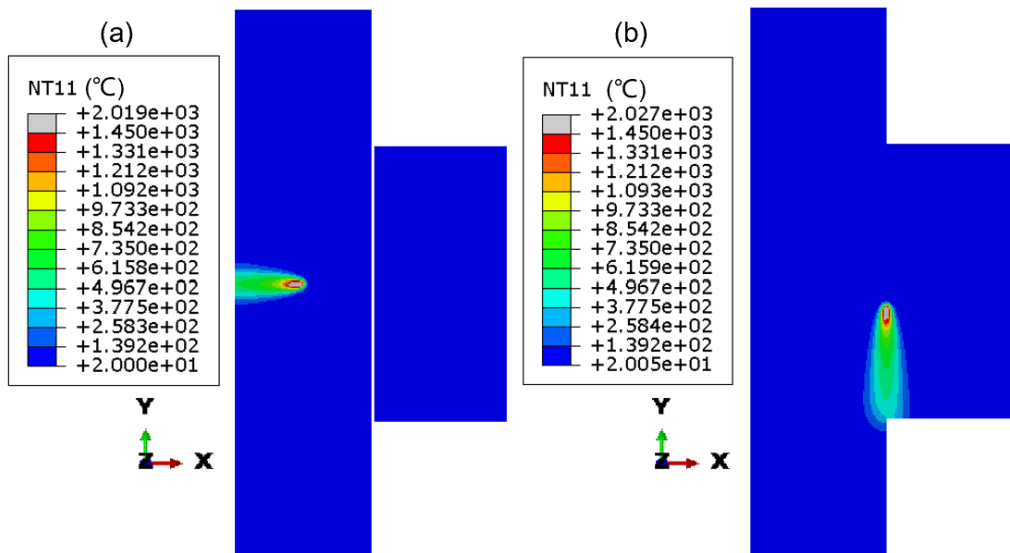 (a)
NT11 (℃)
+2.019e+03
+1.450e+03
+1.331e+03
+1.212e+03
+1.092e+03
+9.733e+02
+8.542e+02
+7.350e+02
+6.158e+02
+4.967e+02
+3.775e+02
+2.583e+02
+1.392e+02
+2.000e+01
Y
Z
X
(b)
NT11 (℃)
+2.027e+03
+1.450e+03
+1.331e+03
+1.212e+03
+1.093e+03
+9.733e+02
+8.542e+02
+7.350e+02
+6.159e+02
+4.967e+02
+3.775e+02
+2.584e+02
+1.392e+02
+2.005e+01
Y
Z
X